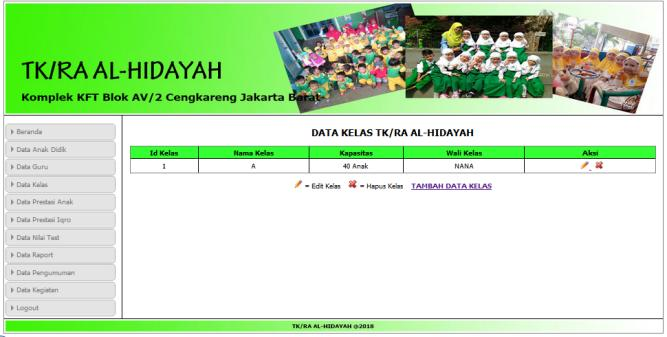 TK/RA AL-HIDAYAH
Komplek KFT Blok AV/2 Cengkareng Jakarta Barat
Beranda
Data Anak Didik
Data Guru
Data Kelas
Data Prestasi Anak
Data Prestasi Iqro
Data Nilai Test
Data Raport
Data Pengumuman
Data Kegiatan
Logout
DATA KELAS TK/RA AL-HIDAYAH
Id Kelas Nama Kelas Kapasitas Wali Kelas Aksi
1 A 40 Anak NANA
= Edit Kelas = Hapus Kelas TAMBAH DATA KELAS
TK/RA AL-HIDAYAH @2018